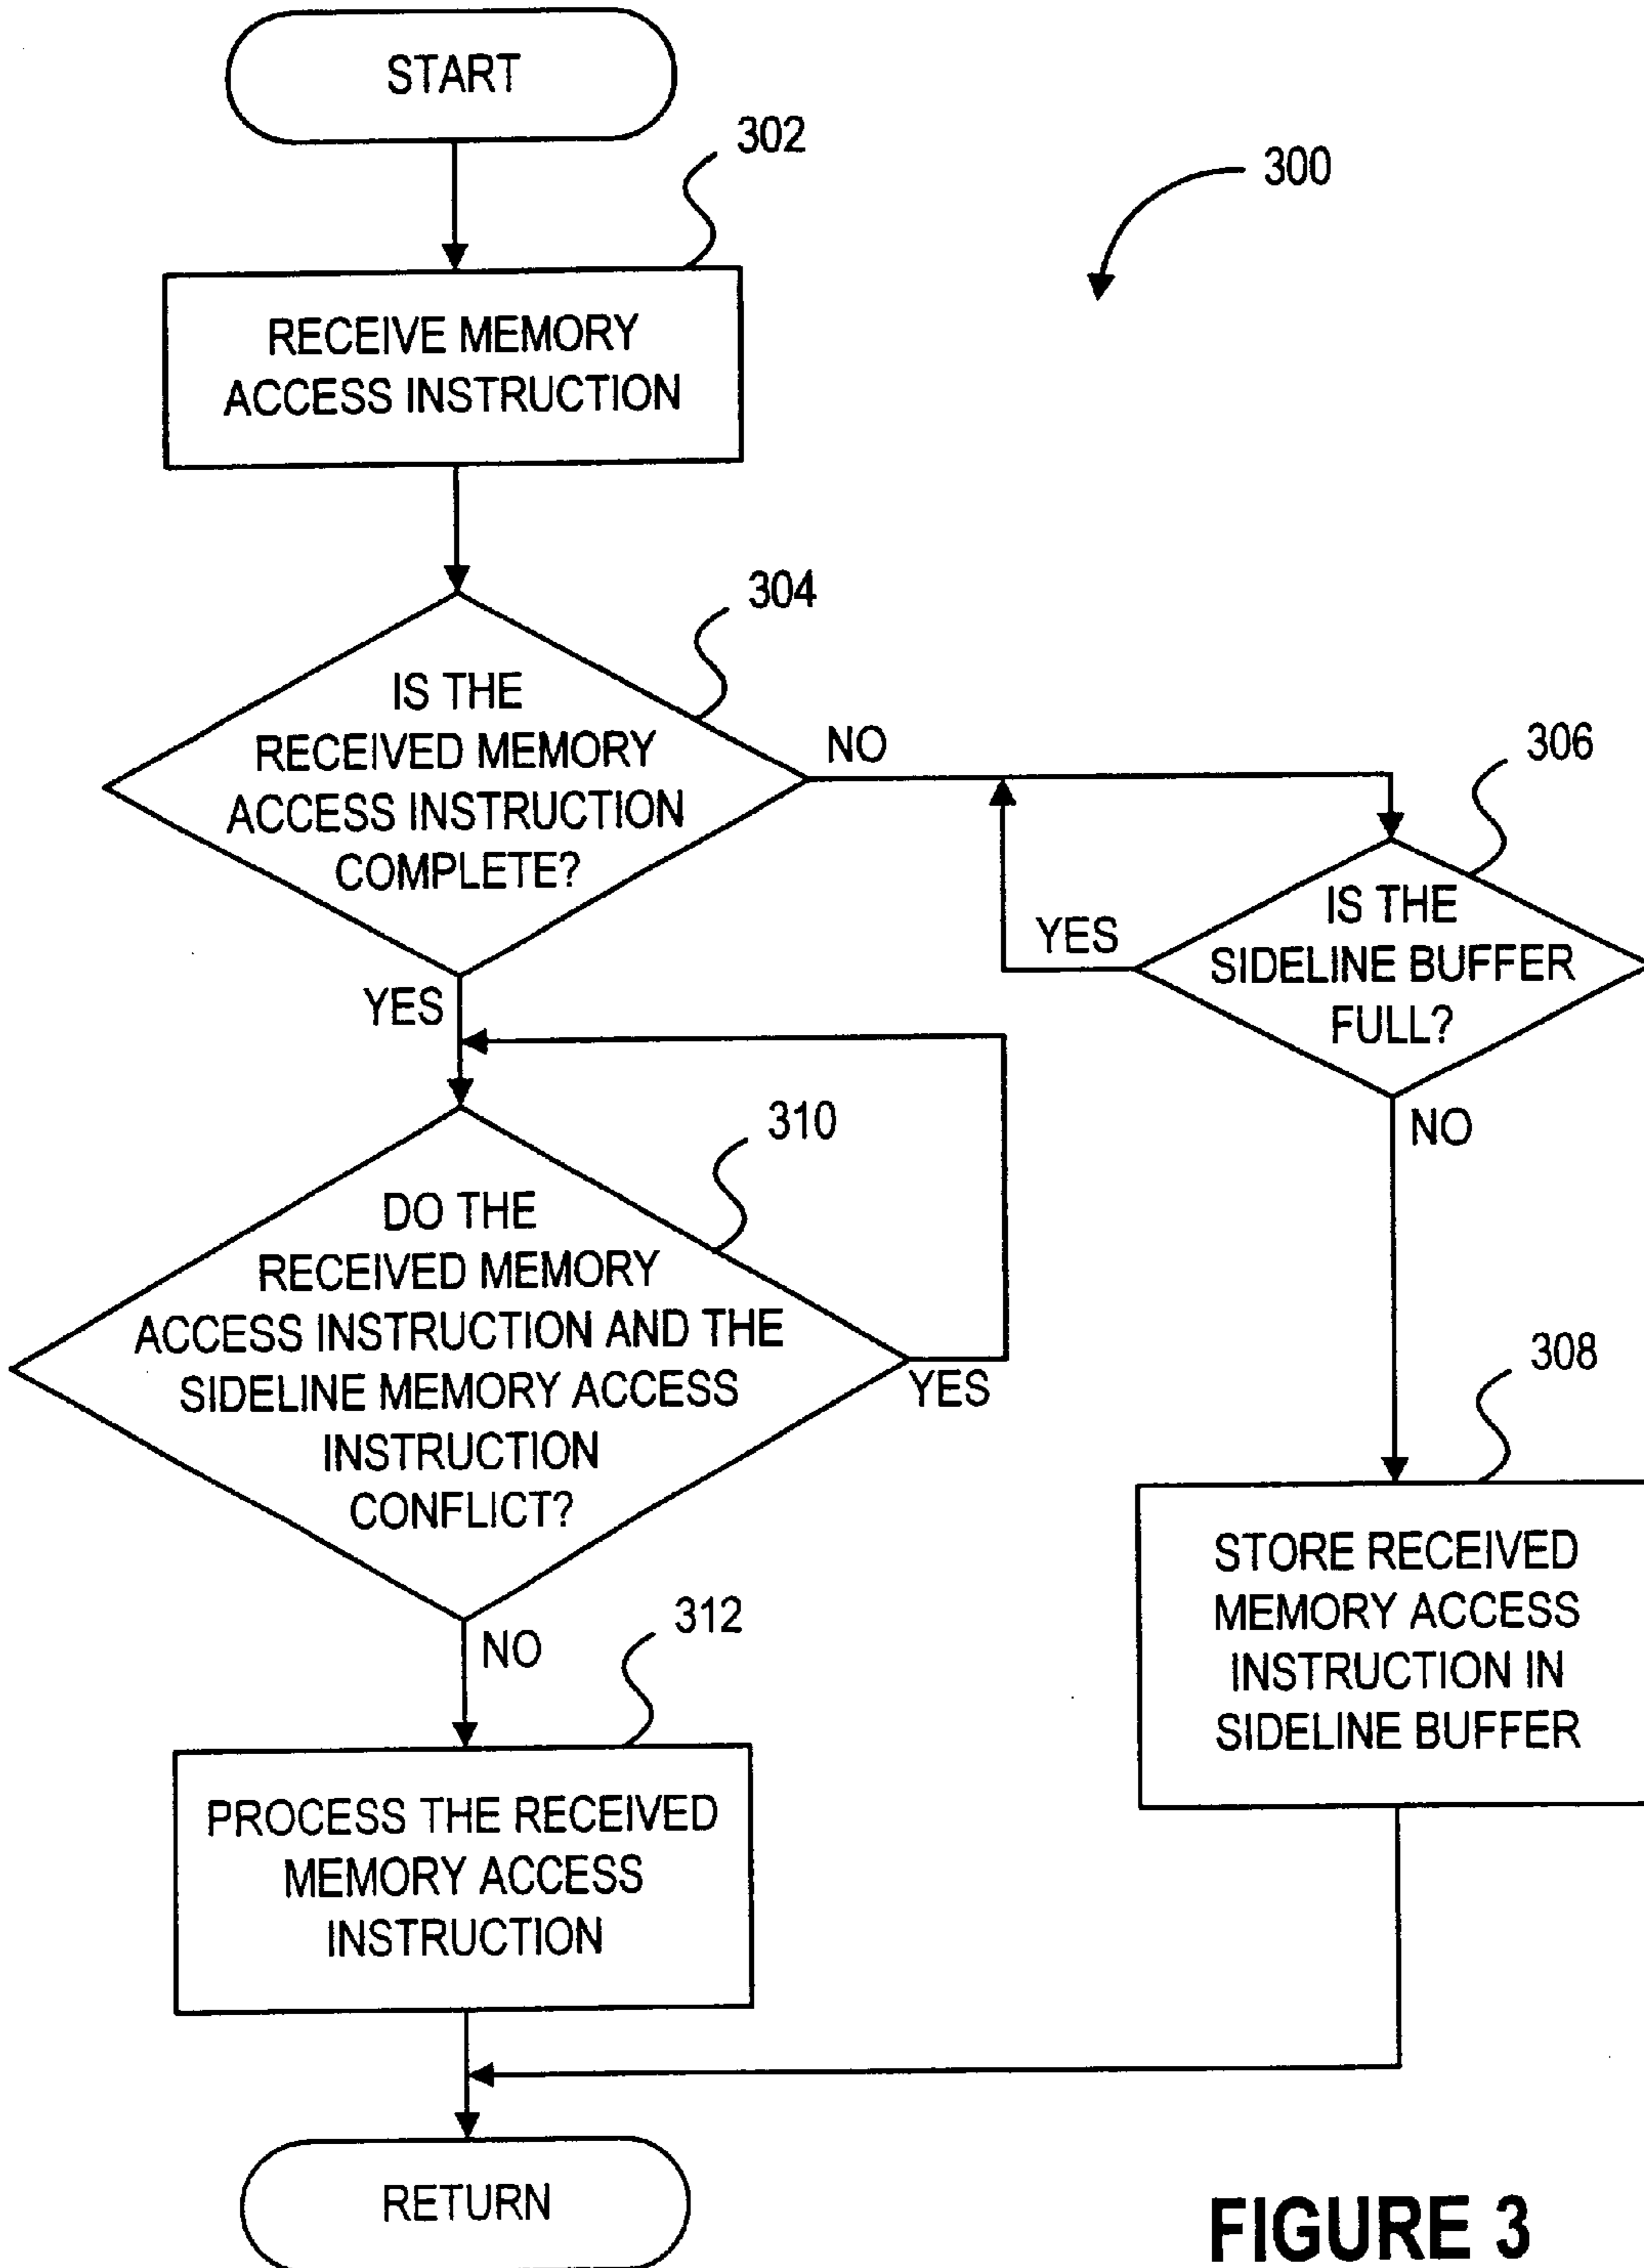 START
302
300
RECEIVE MEMORY
ACCESS INSTRUCTION
304
IS THE
RECEIVED MEMORY
ACCESS INSTRUCTION
COMPLETE?
NO
306
IS THE
SIDELINE BUFFER
FULL?
YES
NO
YES
310
DO THE
RECEIVED MEMORY
ACCESS INSTRUCTION AND THE
SIDELINE MEMORY ACCESS
INSTRUCTION
CONFLICT?
YES
NO
308
STORE RECEIVED
MEMORY ACCESS
INSTRUCTION IN
SIDELINE BUFFER
312
PROCESS THE RECEIVED
MEMORY ACCESS
INSTRUCTION
RETURN
FIGURE 3